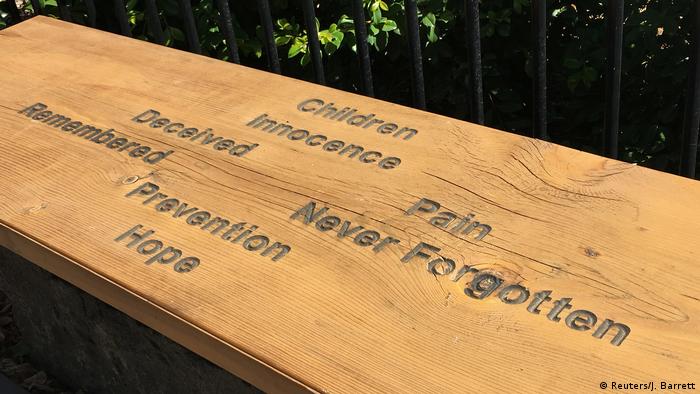 Children
Innocence
Deceived
Remembered
Pain
Never Forgotten
Prevention
Hope
© Reuters/J. Barrett